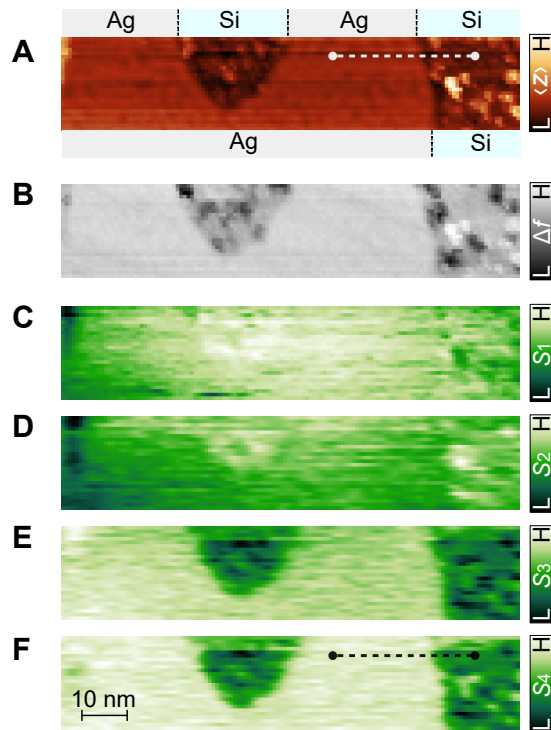 Ag Si Ag Si
A
H ⟨z⟩ L
Ag Si
B
H Δf L
C
H S1 L
D
H S2 L
E
H S3 L
F
H S4 L
10 nm